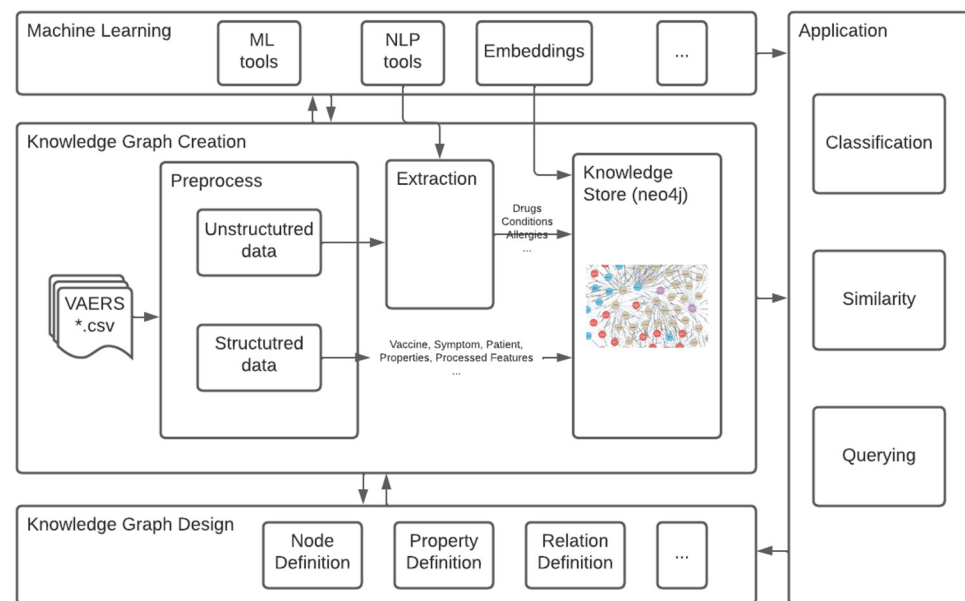 Machine Learning
ML
tools
NLP
tools
Embeddings
...
Application
Classification
Similarity
Querying
Knowledge Graph Creation
Preprocess
Unstructutred
data
Structutred
data
VAERS
*.csv
Extraction
Drugs
Conditions
Allergies
...
Vaccine, Symptom, Patient,
Properties, Processed Features
...
Knowledge
Store (neo4j)
Knowledge Graph Design
Node
Definition
Property
Definition
Relation
Definition
...